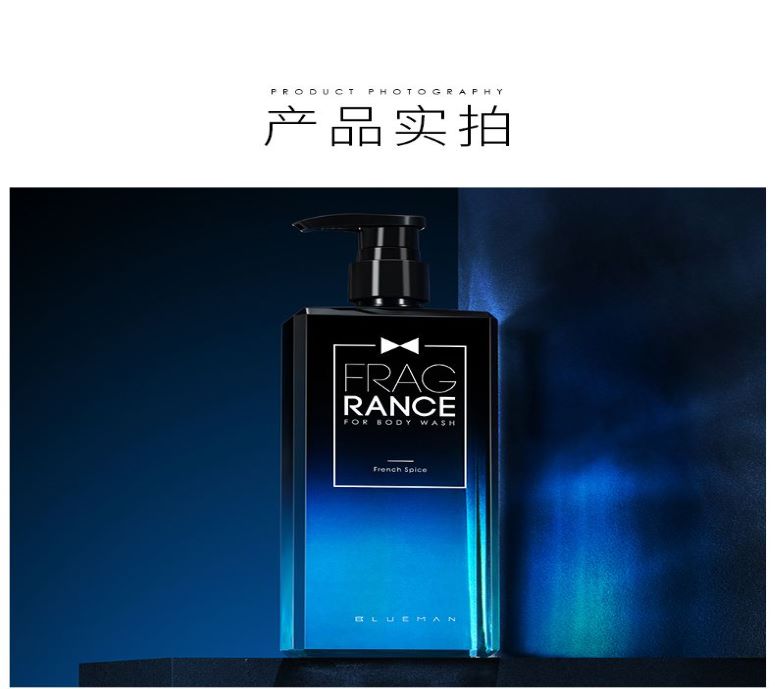 PRODUCT PHOTOGRAPHY
产品实拍
FRAG
RANCE
FOR BODY WASH
French Spice
BLUEMAN